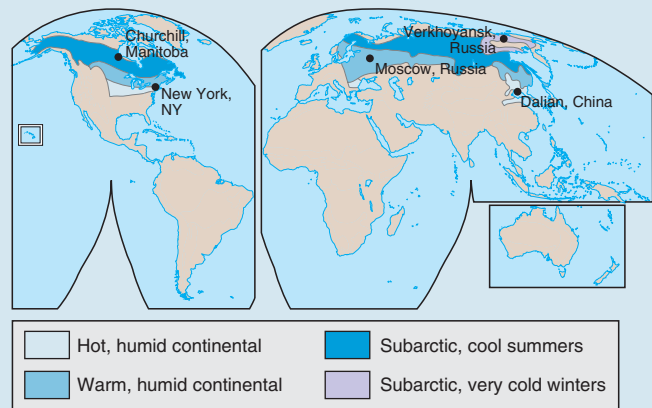 Churchill,
Manitoba
New York,
NY
Verkhoyansk,
Russia
Moscow, Russia
Dalian, China
Hot, humid continental
Warm, humid continental
Subarctic, cool summers
Subarctic, very cold winters